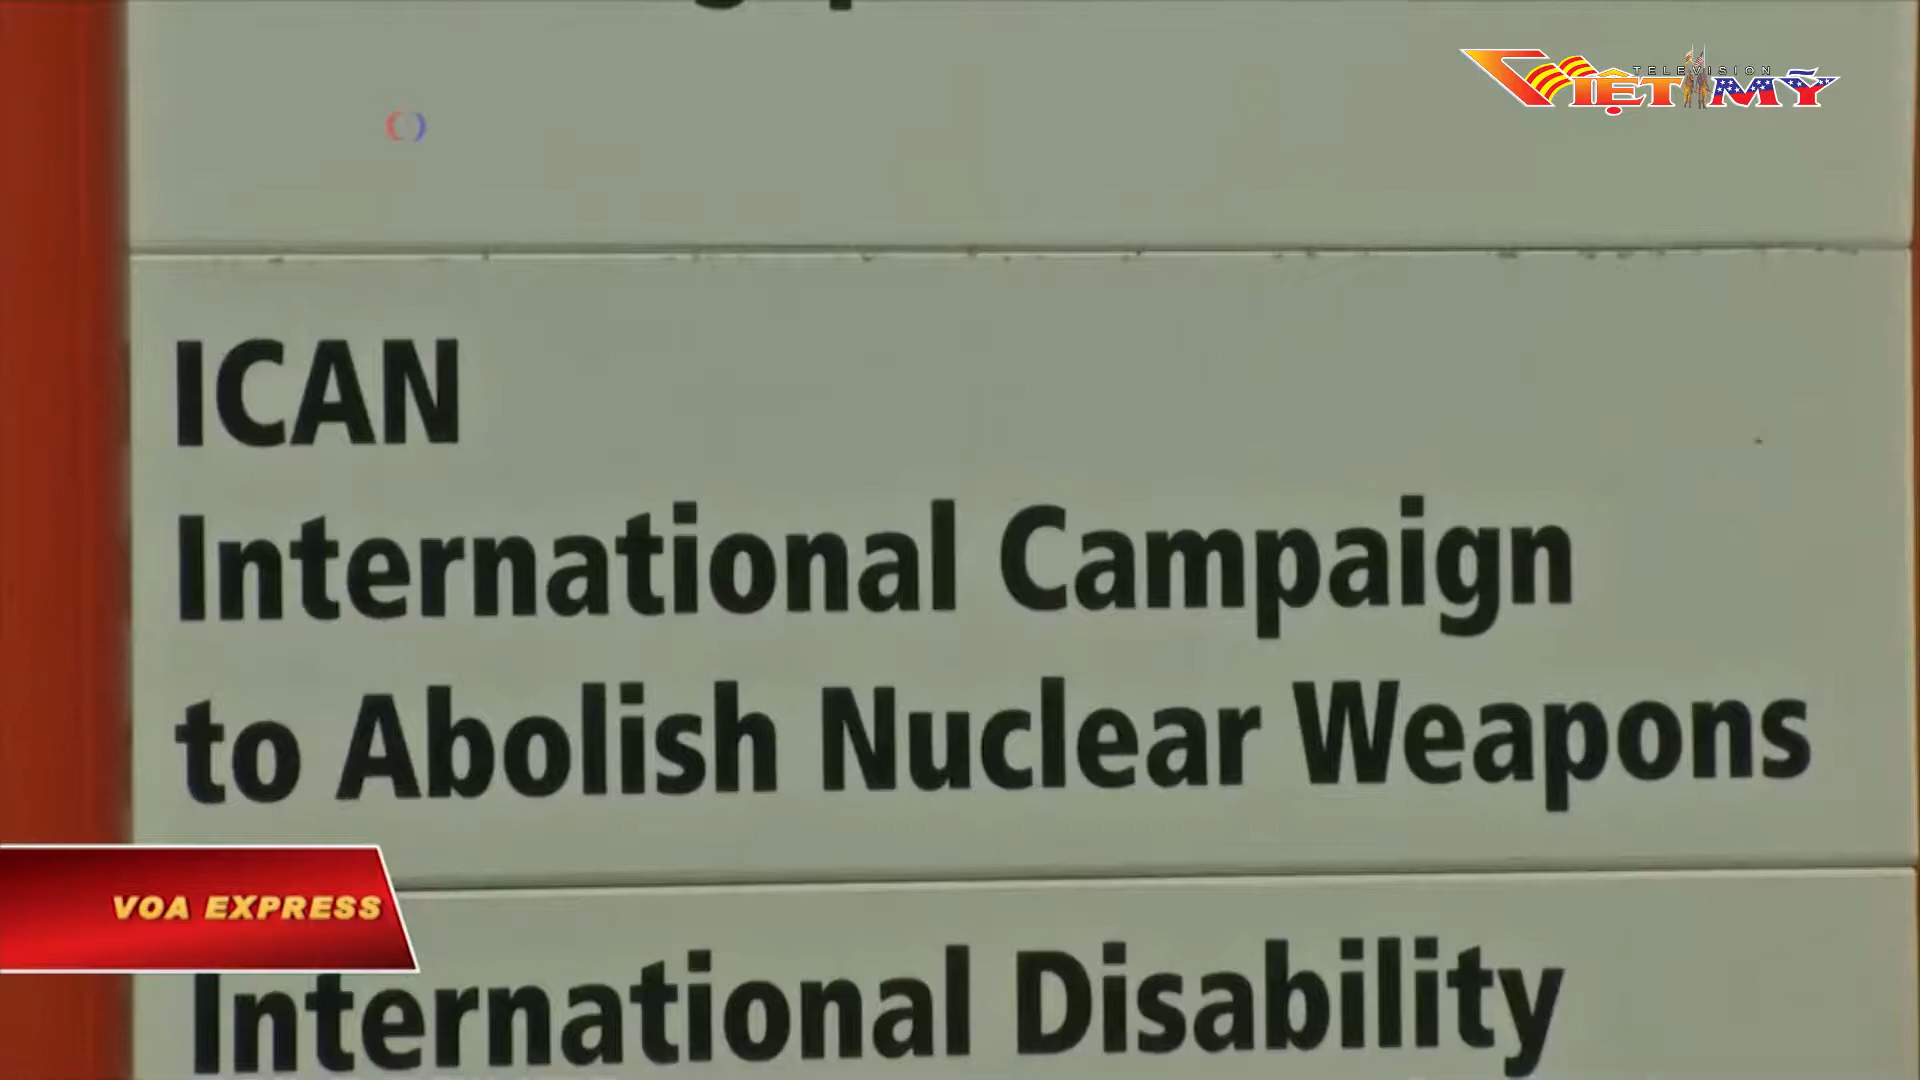 TELEVISION
VIỆT MỸ
ICAN
International Campaign
to Abolish Nuclear Weapons
VOA EXPRESS
International Disability